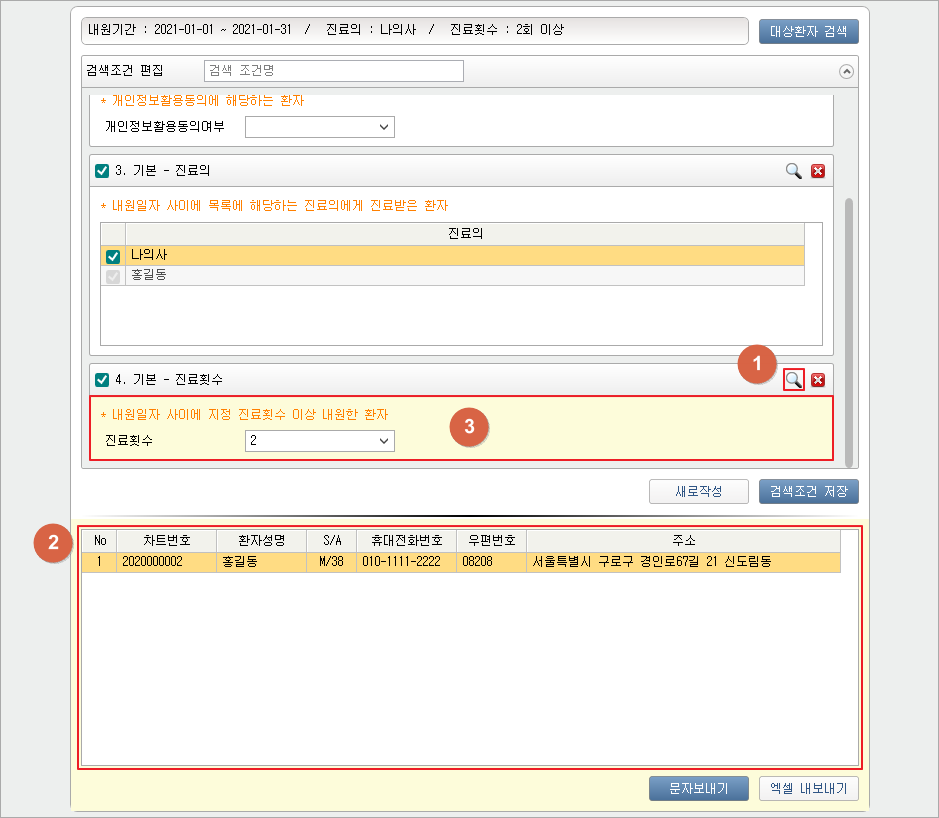 내원기간 : 2021-01-01 ~ 2021-01-31 / 진료의 : 나의사 / 진료횟수 : 2회 이상
대상환자 검색
검색조건 편집
검색 조건명
* 개인정보활용동의에 해당하는 환자
개인정보활용동의여부
3. 기본 - 진료의
* 내원일자 사이에 목록에 해당하는 진료의에게 진료받은 환자
진료의
나의사
홍길동
1
4. 기본 - 진료횟수
* 내원일자 사이에 지정 진료횟수 이상 내원한 환자
3
진료횟수 2
새로작성 검색조건 저장
2
No 차트번호 환자성명 S/A 휴대전화번호 우편번호 주소
1 2020000002 홍길동 M/38 010-1111-2222 08208 서울특별시 구로구 경인로67길 21 신도림동
문자보내기 엑셀 내보내기